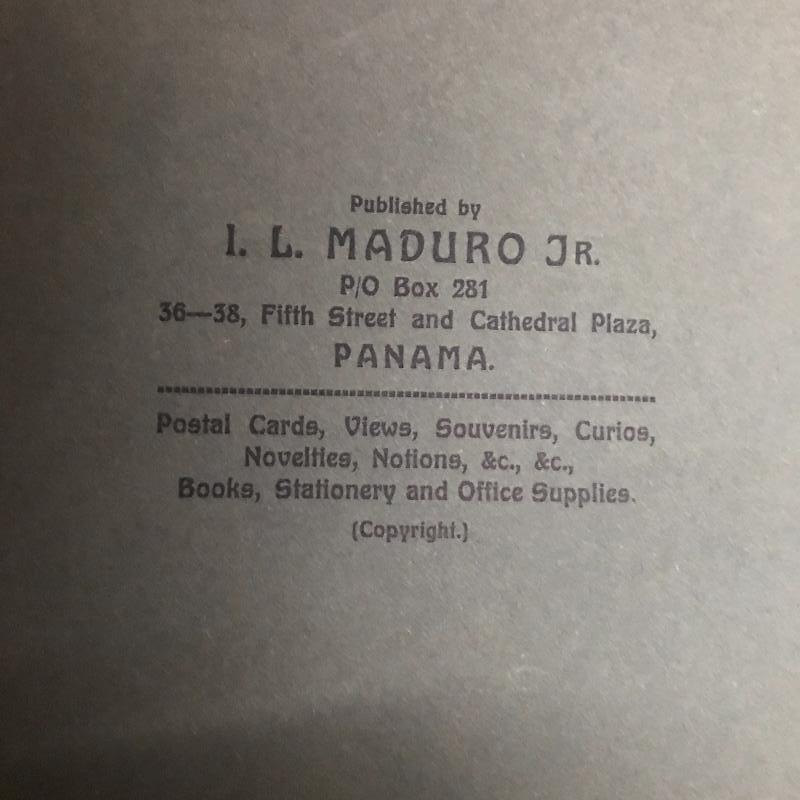 Published by
I. L. MADURO JR.
P/O Box 281
36—38, Fifth Street and Cathedral Plaza,
PANAMA.
Postal Cards, Views, Souvenirs, Curios,
Novelties, Notions, &c., &c.,
Books, Stationery and Office Supplies.
(Copyright.)